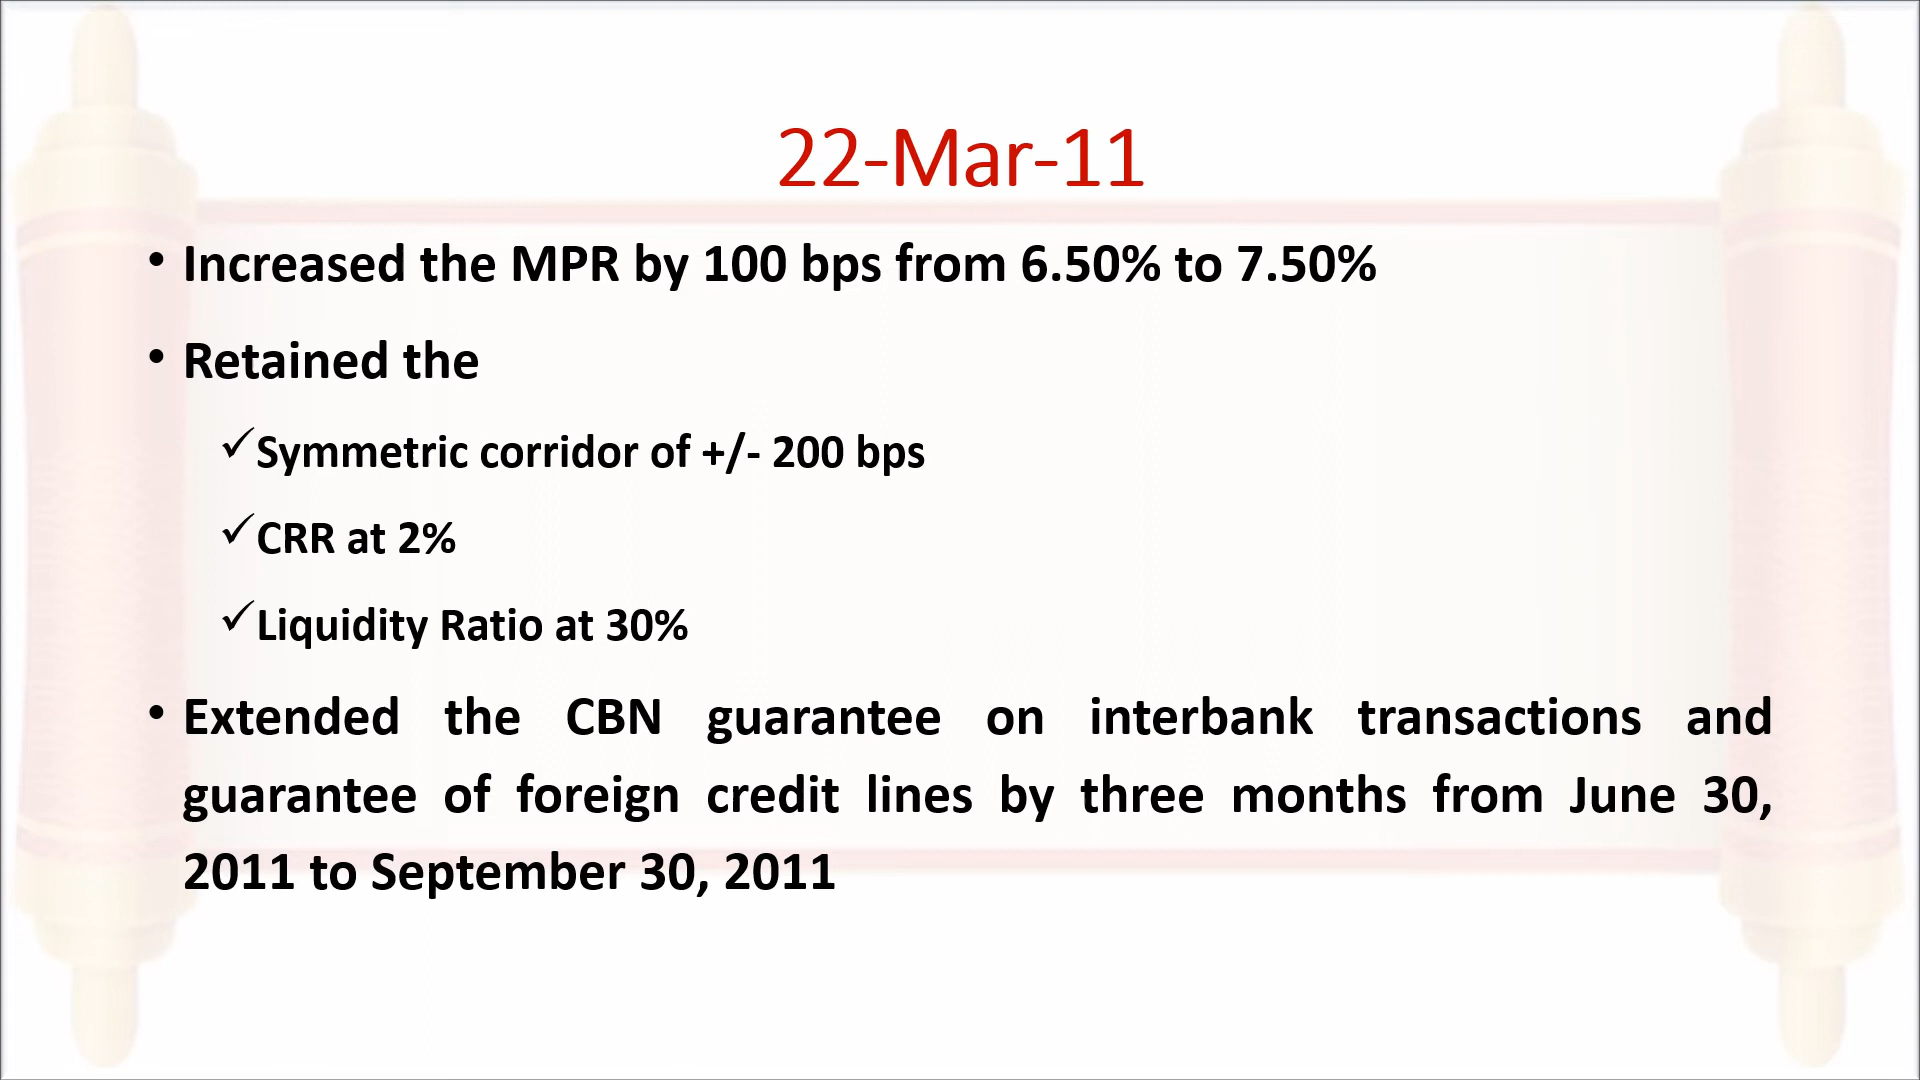 22-Mar-11
• Increased the MPR by 100 bps from 6.50% to 7.50%
• Retained the
✓Symmetric corridor of +/- 200 bps
✓CRR at 2%
✓Liquidity Ratio at 30%
• Extended the CBN guarantee on interbank transactions and
guarantee of foreign credit lines by three months from June 30,
2011 to September 30, 2011